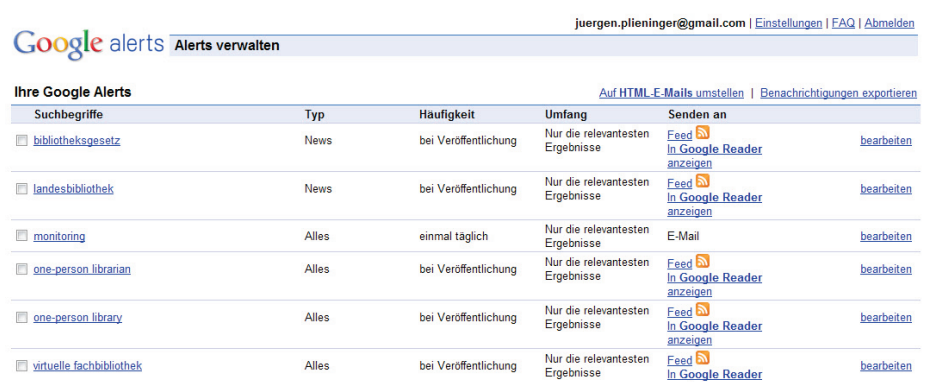 juergen.plieninger@gmail.com | Einstellungen | FAQ | Abmelden
Google alerts Alerts verwalten
Ihre Google Alerts Auf HTML-E-Mails umstellen | Benachrichtigungen exportieren
Suchbegriffe Typ Häufigkeit Umfang Senden an
bibliotheksgesetz News bei Veröffentlichung Nur die relevantesten Ergebnisse Feed In Google Reader anzeigen bearbeiten
landesbibliothek News bei Veröffentlichung Nur die relevantesten Ergebnisse Feed In Google Reader anzeigen bearbeiten
monitoring Alles einmal täglich Nur die relevantesten Ergebnisse E-Mail bearbeiten
one-person librarian Alles bei Veröffentlichung Nur die relevantesten Ergebnisse Feed In Google Reader anzeigen bearbeiten
one-person library Alles bei Veröffentlichung Nur die relevantesten Ergebnisse Feed In Google Reader anzeigen bearbeiten
virtuelle fachbibliothek Alles bei Veröffentlichung Nur die relevantesten Ergebnisse Feed In Google Reader bearbeiten